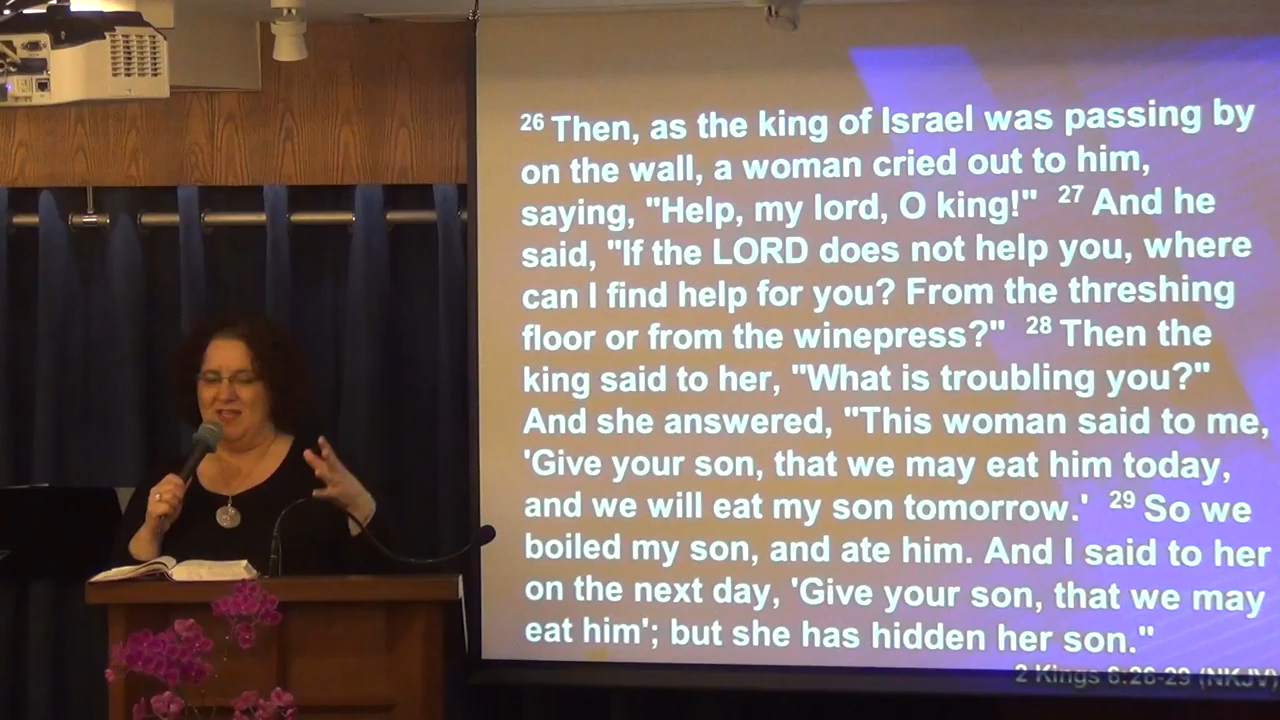 26 Then, as the king of Israel was passing by
on the wall, a woman cried out to him,
saying, "Help, my lord, O king!" 27 And he
said, "If the LORD does not help you, where
can I find help for you? From the threshing
floor or from the winepress?" 28 Then the
king said to her, "What is troubling you?"
And she answered, "This woman said to me,
'Give your son, that we may eat him today,
and we will eat my son tomorrow.' 29 So we
boiled my son, and ate him. And I said to her
on the next day, 'Give your son, that we may
eat him'; but she has hidden her son."
2 Kings 6:26-29 (NKJV)